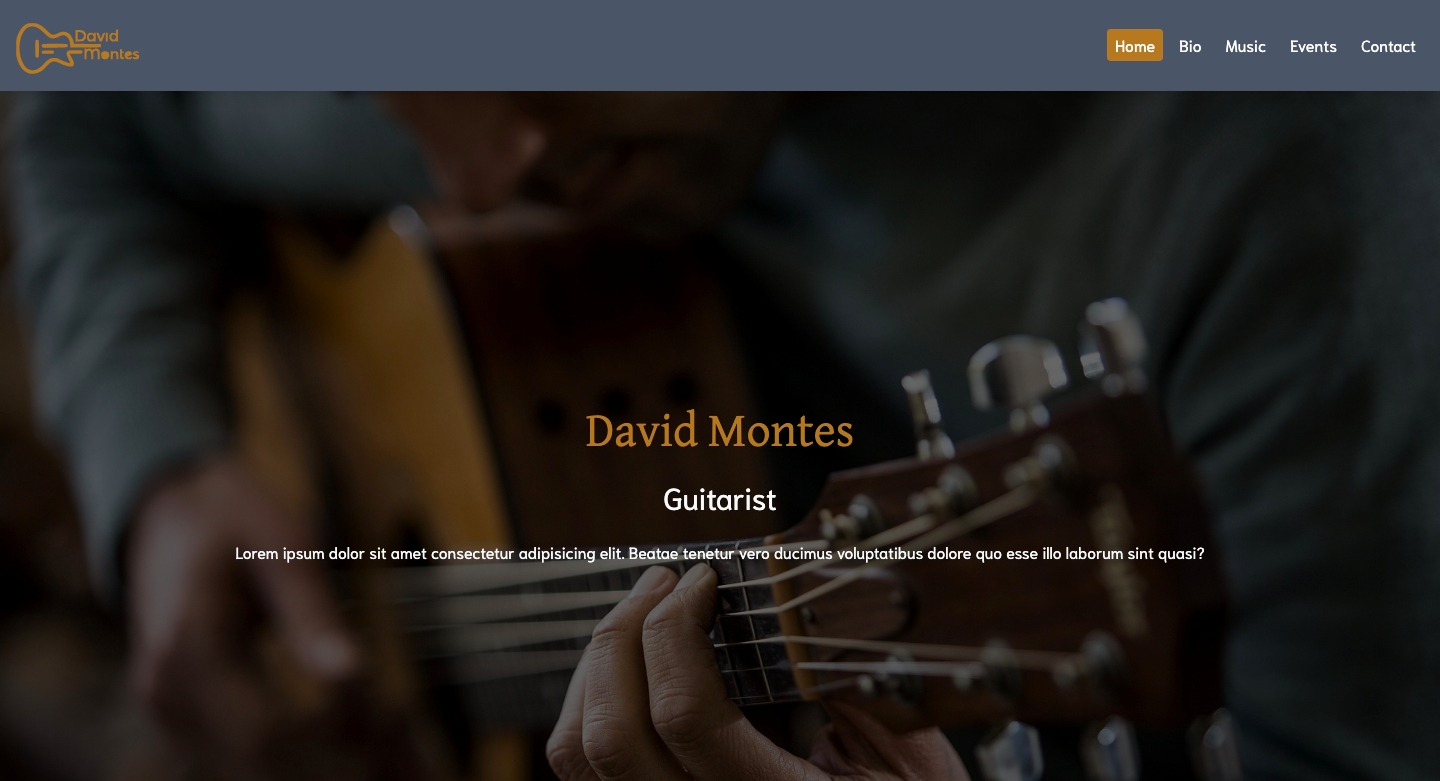 David
Montes
Home Bio Music Events Contact
David Montes
Guitarist
Lorem ipsum dolor sit amet consectetur adipisicing elit. Beatae tenetur vero ducimus voluptatibus dolore quo esse illo laborum sint quasi?